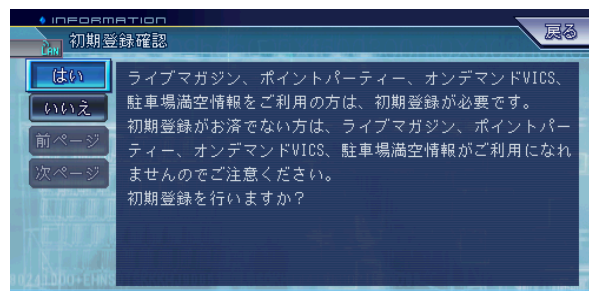 INFORMATION
LAN 初期登録確認
戻る
はい
いいえ
前ページ
次ページ
ライブマガジン、ポイントパーティー、オンデマンドVICS、
駐車場満空情報をご利用の方は、初期登録が必要です。
初期登録がお済でない方は、ライブマガジン、ポイントパー
ティー、オンデマンドVICS、駐車場満空情報がご利用になれ
ませんのでご注意ください。
初期登録を行いますか？